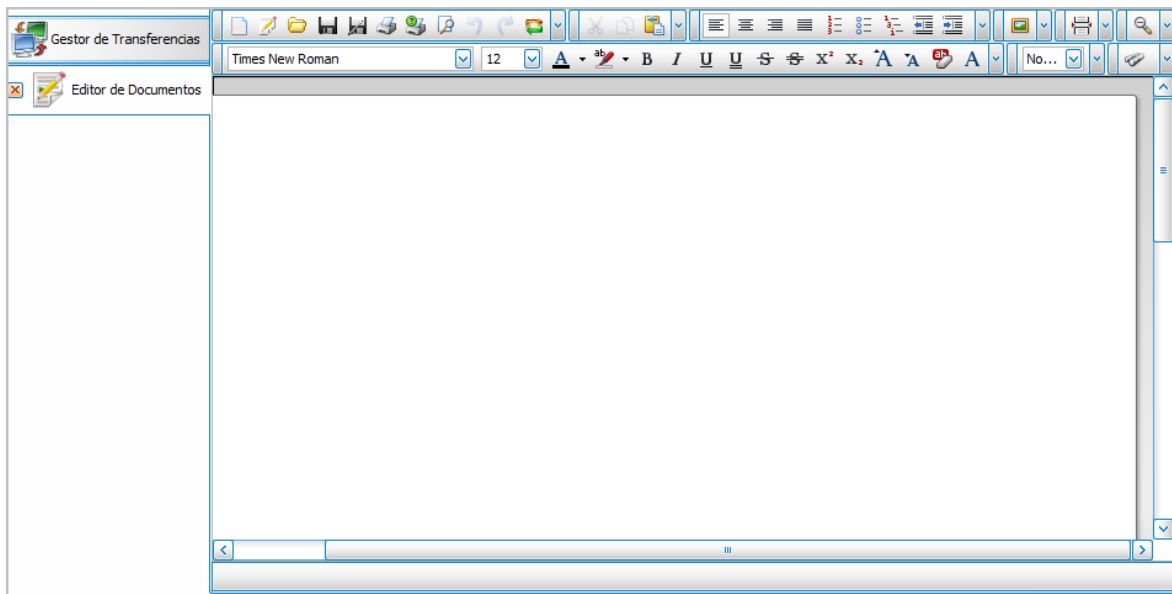 Gestor de Transferencias
Editor de Documentos
Times New Roman
12
No...